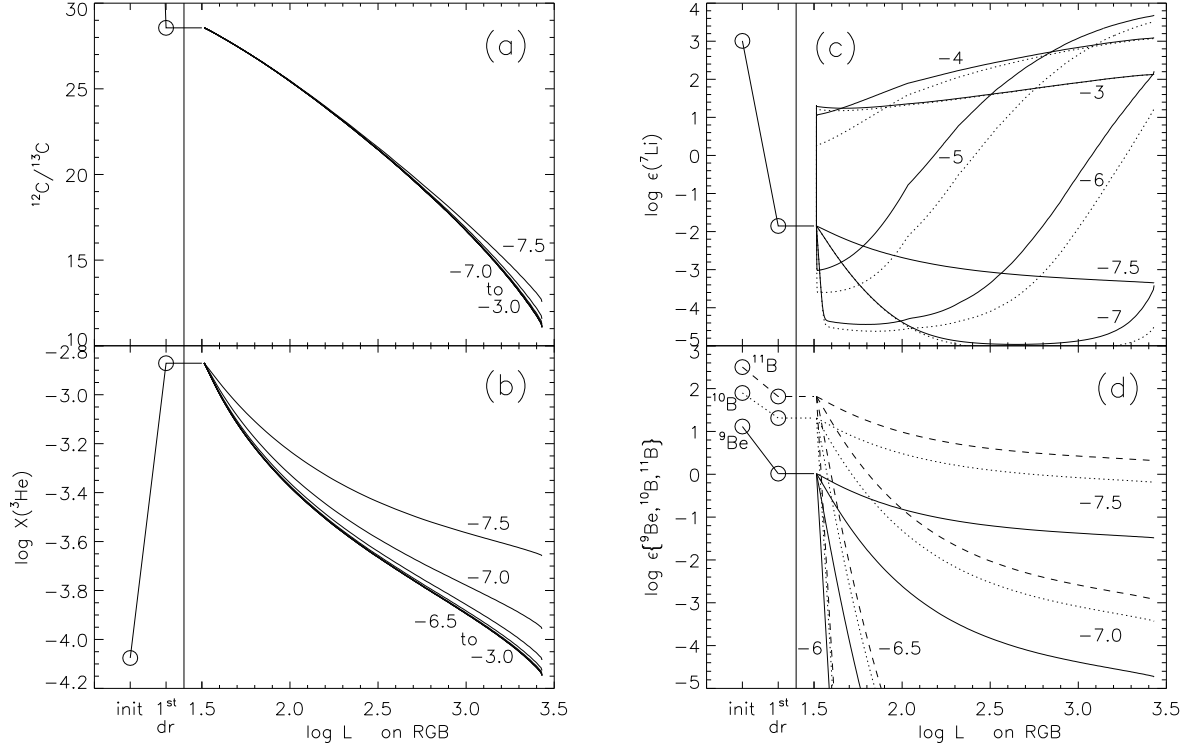 30
25
20
15
10
¹²C/¹³C
(a)
−7.5
−7.0
to
−3.0
−2.8
−3.0
−3.2
−3.4
−3.6
−3.8
−4.0
−4.2
log X(³He)
(b)
−7.5
−7.0
−6.5
to
−3.0
init 1st dr 1.5 2.0 2.5 3.0 3.5
log L on RGB
4
3
2
1
0
−1
−2
−3
−4
−5
log ε(⁷Li)
(c)
−4
−3
−5
−6
−7.5
−7
3
2
1
0
−1
−2
−3
−4
−5
log ε{⁹Be,¹⁰B,¹¹B}
(d)
¹¹B
¹⁰B
⁹Be
−7.5
−7.0
−6
−6.5
init 1st dr 1.5 2.0 2.5 3.0 3.5
log L on RGB